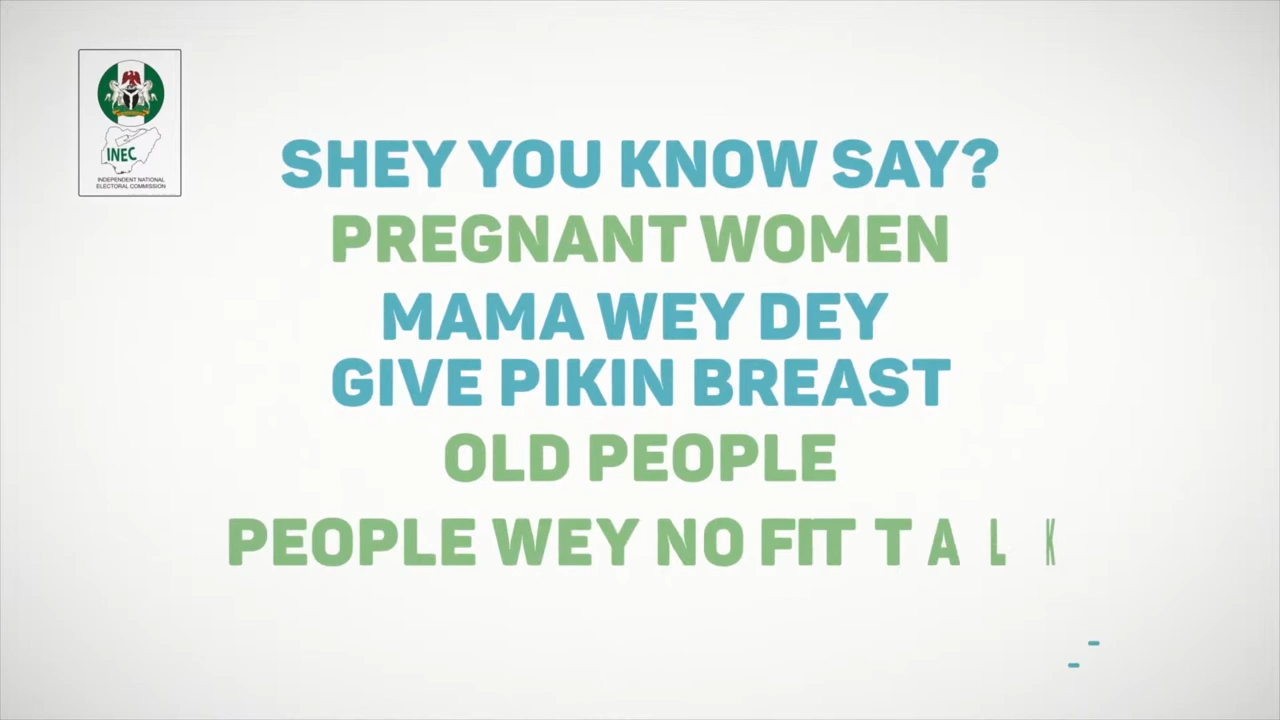 INEC
INDEPENDENT NATIONAL
ELECTORAL COMMISSION
SHEY YOU KNOW SAY?
PREGNANT WOMEN
MAMA WEY DEY
GIVE PIKIN BREAST
OLD PEOPLE
PEOPLE WEY NO FIT TALK